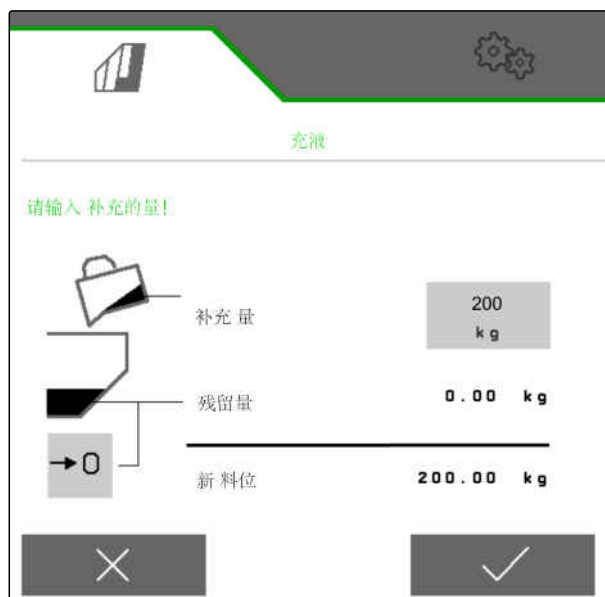 充液
请输入 补充的量!
补充 量
200
kg
残留量
0.00 kg
→0
新 料位
200.00 kg